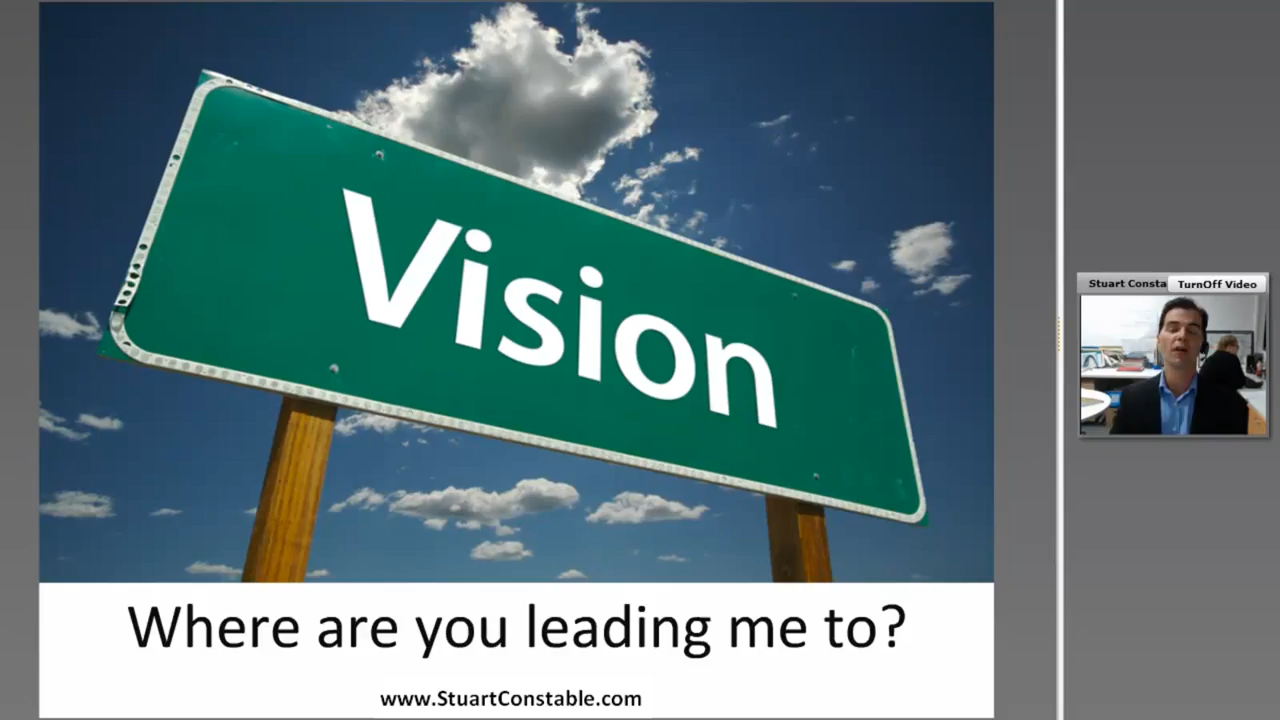 Vision
Where are you leading me to?
www.StuartConstable.com
Stuart Consta
TurnOff Video